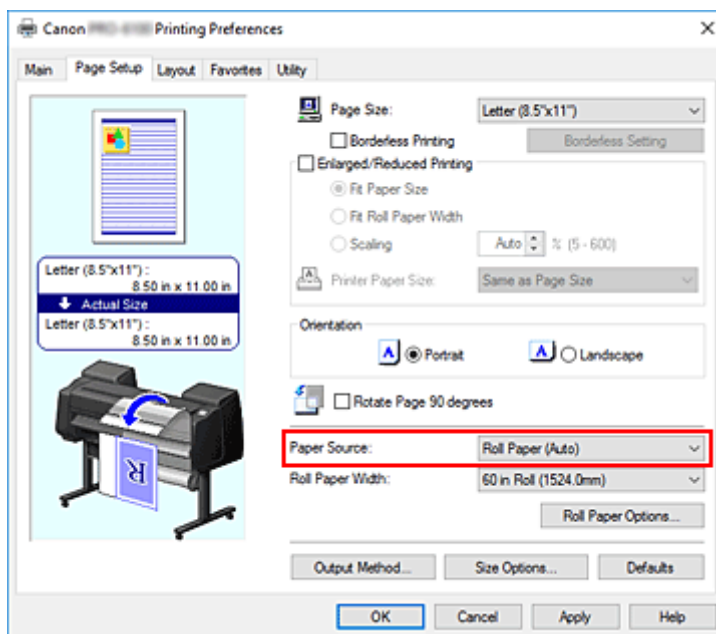 Canon Printing Preferences
Main Page Setup Layout Favorites Utility
Page Size: Letter (8.5"x11")
Borderless Printing Borderless Setting
Enlarged/Reduced Printing
Fit Paper Size
Fit Roll Paper Width
Scaling Auto % (5 - 600)
Printer Paper Size: Same as Page Size
Letter (8.5"x11") :
8.50 in x 11.00 in
Actual Size
Letter (8.5"x11") :
8.50 in x 11.00 in
Orientation
A Portrait A Landscape
Rotate Page 90 degrees
Paper Source: Roll Paper (Auto)
Roll Paper Width: 60 in Roll (1524.0mm)
R
Roll Paper Options...
Output Method... Size Options... Defaults
OK Cancel Apply Help